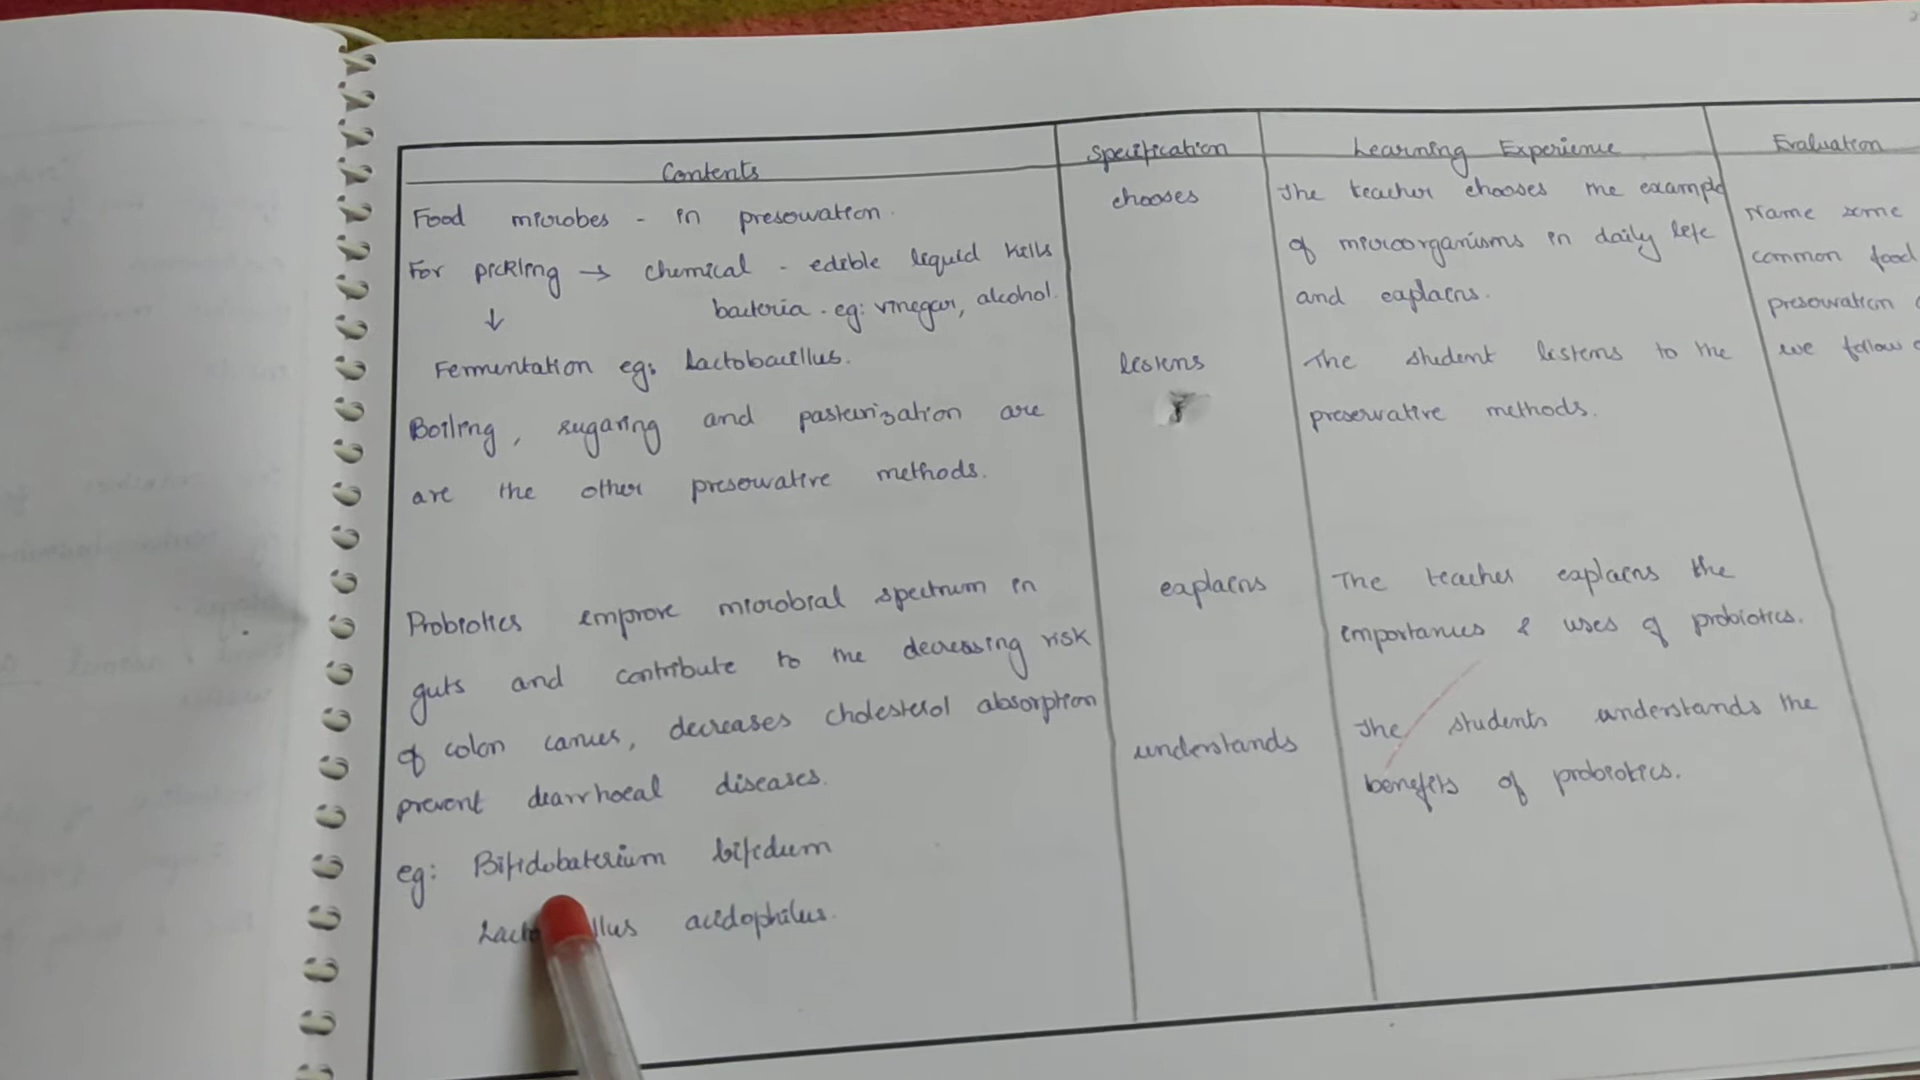 Contents
Food microbes - in preservation.
For pickling → chemical - edible liquid kills
bacteria. eg: vinegar, alcohol.
↓
Fermentation eg: Lactobacillus.
Boiling, sugaring and pasteurization are
are the other preservative methods.
Probiotics improve microbial spectrum in
guts and contribute to the decreasing risk
of colon cancer, decreases cholesterol absorption
prevent diarrhoeal diseases.
eg: Bifidobaterium bifidum
acidophilus.
Specification
chooses
listens
explains
understands
Learning Experience
The teacher chooses the example
of microorganisms in daily life
and explains.
The student listens to the
preservative methods.
The teacher explains the
importances & uses of probiotics.
The students understands the
benefits of probiotics.
Evaluation
Name some
common food
preservation
we follow